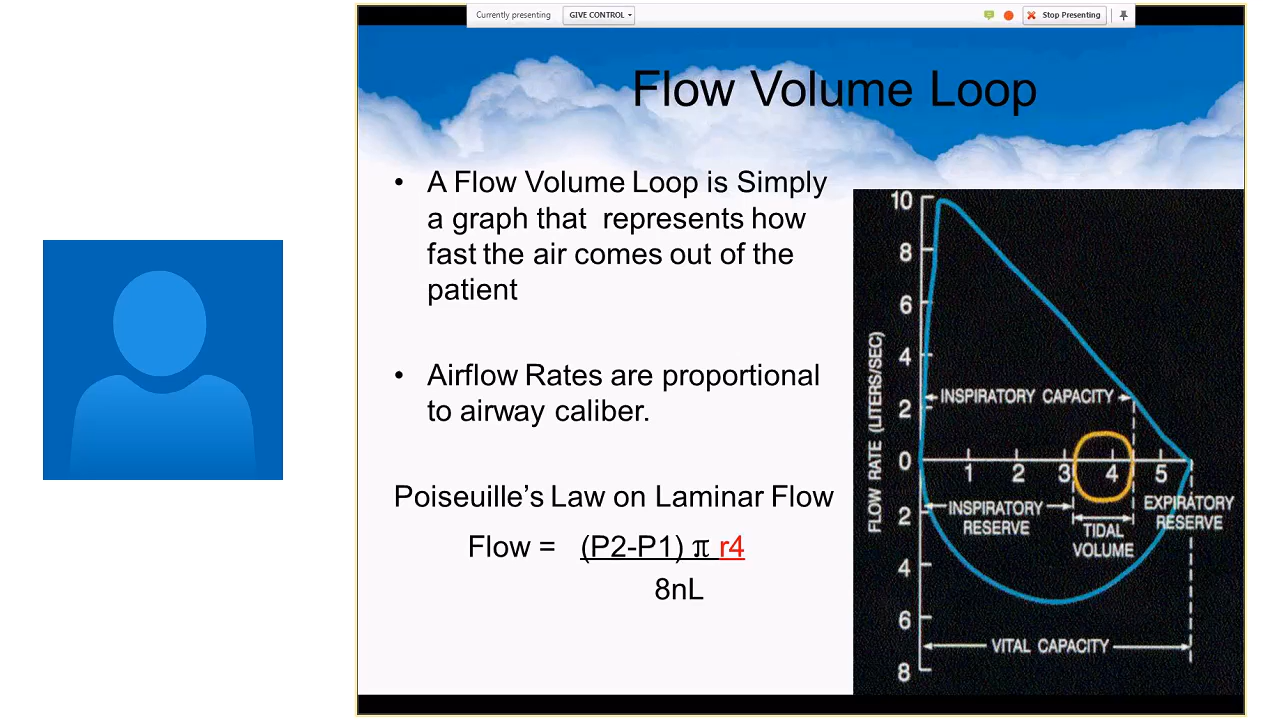 Currently presenting
GIVE CONTROL
Stop Presenting
Flow Volume Loop
• A Flow Volume Loop is Simply
a graph that represents how
fast the air comes out of the
patient
• Airflow Rates are proportional
to airway caliber.
Poiseuille’s Law on Laminar Flow
Flow = (P2-P1) π r4
8nL
FLOW RATE (LITERS/SEC)
10
8
6
4
2
0
2
4
6
8
INSPIRATORY CAPACITY
1 2 3 4 5
INSPIRATORY
RESERVE
TIDAL
VOLUME
EXPIRATORY
RESERVE
VITAL CAPACITY